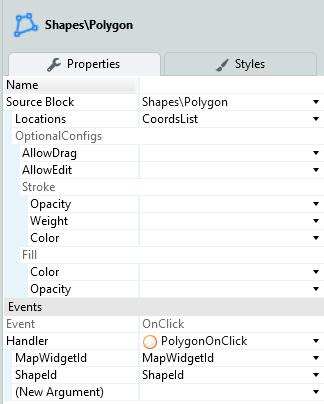 Shapes\Polygon
Properties Styles
Name
Source Block Shapes\Polygon
Locations CoordsList
OptionalConfigs
AllowDrag
AllowEdit
Stroke
Opacity
Weight
Color
Fill
Color
Opacity
Events
Event OnClick
Handler PolygonOnClick
MapWidgetId MapWidgetId
ShapeId ShapeId
(New Argument)